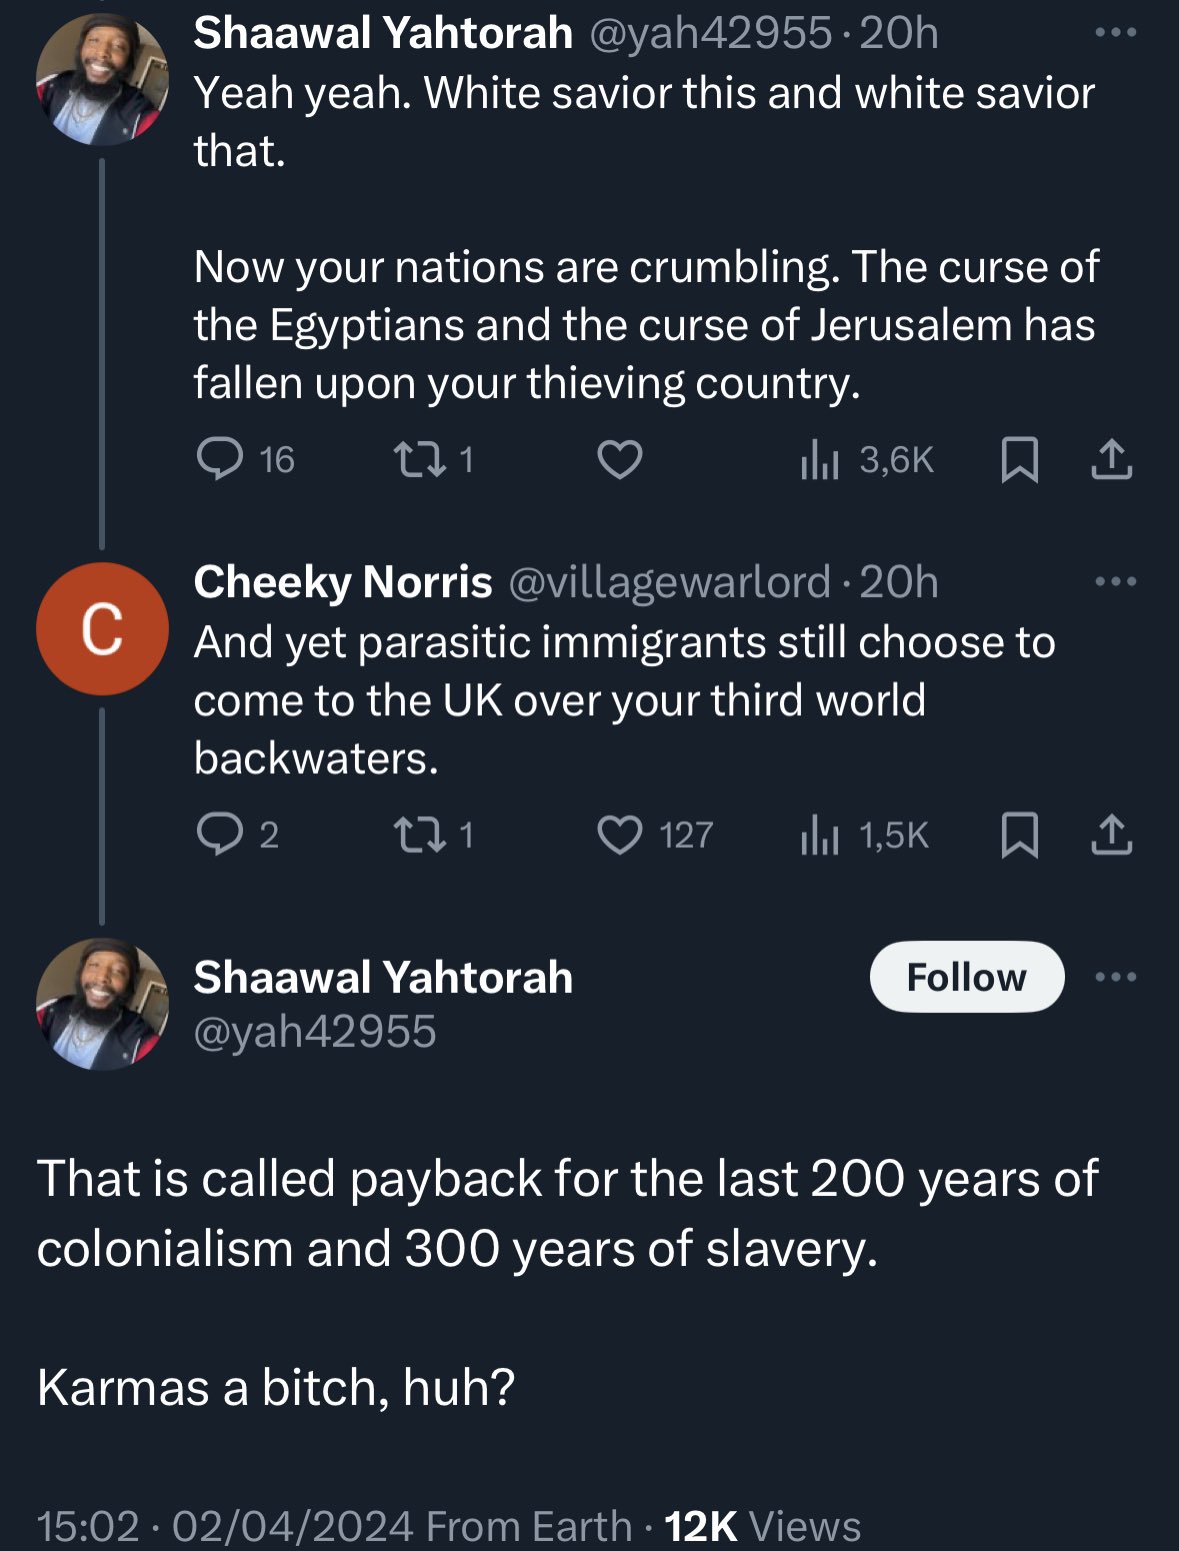 Shaawal Yahtorah @yah42955 · 20h
Yeah yeah. White savior this and white savior
that.
Now your nations are crumbling. The curse of
the Egyptians and the curse of Jerusalem has
fallen upon your thieving country.
16 1 3,6K
Cheeky Norris @villagewarlord · 20h
C
And yet parasitic immigrants still choose to
come to the UK over your third world
backwaters.
2 1 127 1,5K
Shaawal Yahtorah
Follow
@yah42955
That is called payback for the last 200 years of
colonialism and 300 years of slavery.
Karmas a bitch, huh?
15:02 · 02/04/2024 From Earth · 12K Views